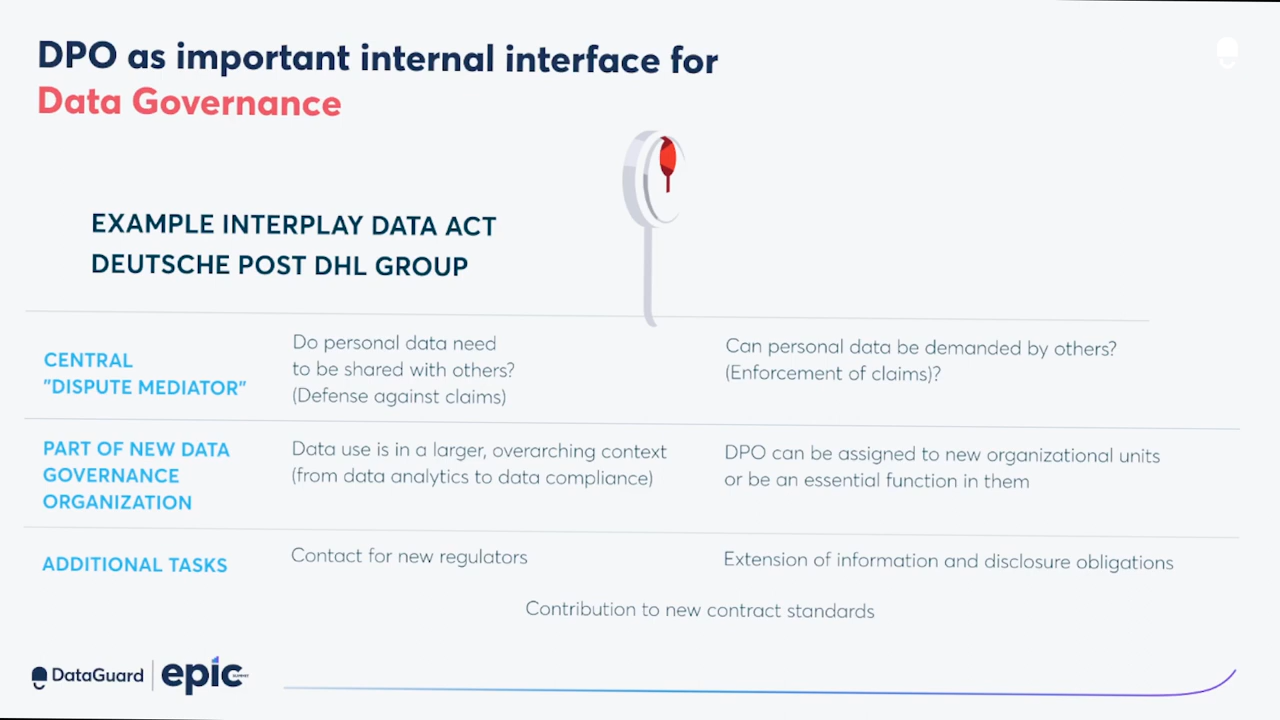 DPO as important internal interface for
Data Governance
EXAMPLE INTERPLAY DATA ACT
DEUTSCHE POST DHL GROUP
CENTRAL
"DISPUTE MEDIATOR"
Do personal data need
to be shared with others?
(Defense against claims)
Can personal data be demanded by others?
(Enforcement of claims)?
PART OF NEW DATA
GOVERNANCE
ORGANIZATION
Data use is in a larger, overarching context
(from data analytics to data compliance)
DPO can be assigned to new organizational units
or be an essential function in them
ADDITIONAL TASKS
Contact for new regulators
Extension of information and disclosure obligations
Contribution to new contract standards
DataGuard
epic